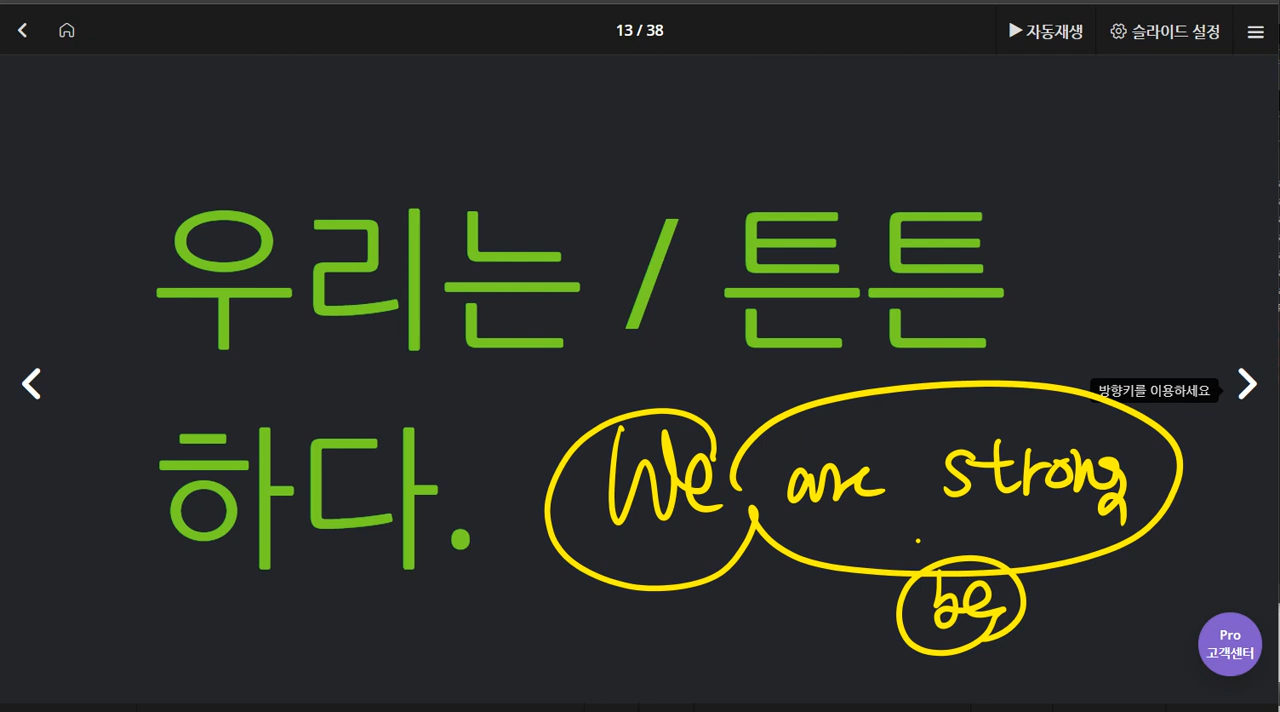 13 / 38
▶ 자동재생
슬라이드 설정
우리는 / 튼튼
방향키를 이용하세요
하다.
We are strong
be
Pro
고객센터